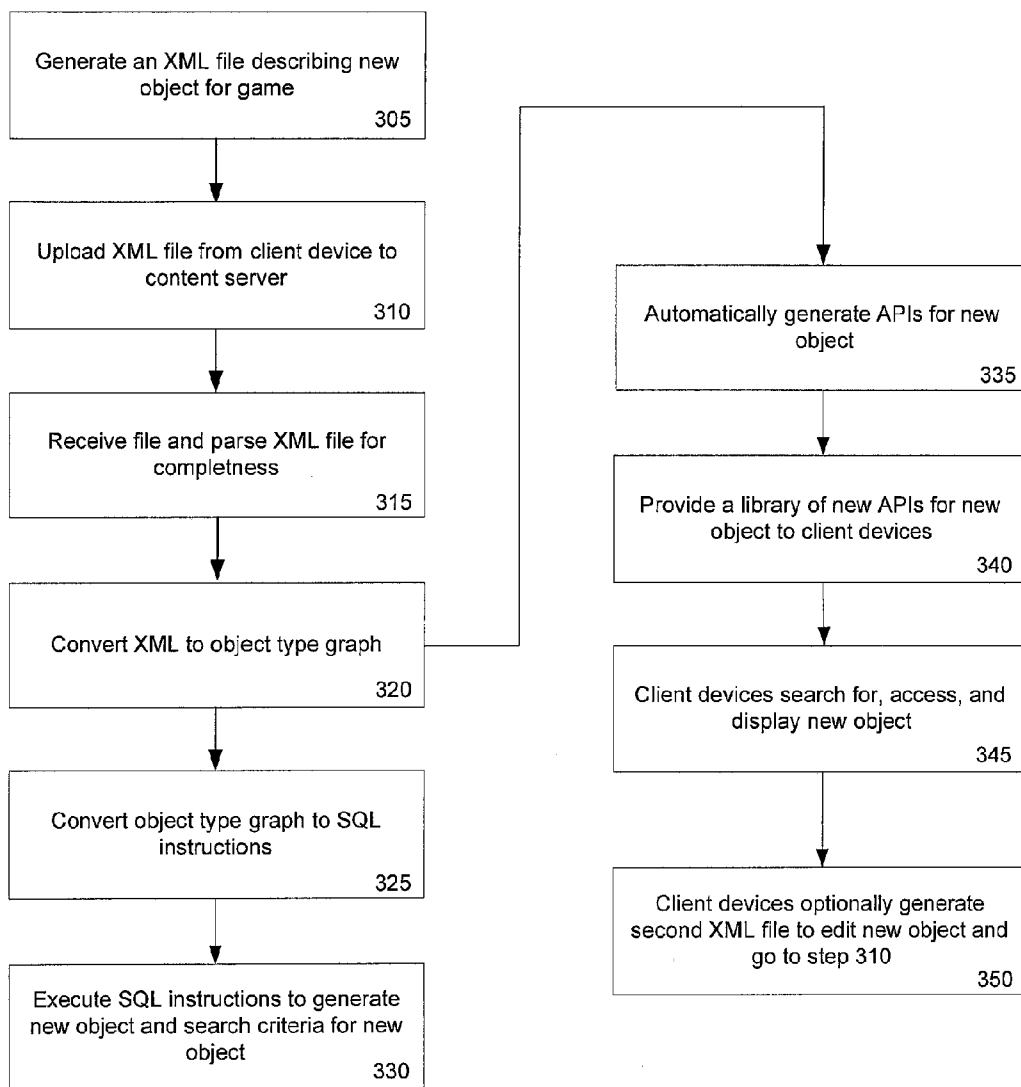 Generate an XML file describing new
object for game
305
Upload XML file from client device to
content server
310
Receive file and parse XML file for
completness
315
Convert XML to object type graph
320
Convert object type graph to SQL
instructions
325
Execute SQL instructions to generate
new object and search criteria for new
object
330
Automatically generate APIs for new
object
335
Provide a library of new APIs for new
object to client devices
340
Client devices search for, access, and
display new object
345
Client devices optionally generate
second XML file to edit new object and
go to step 310
350